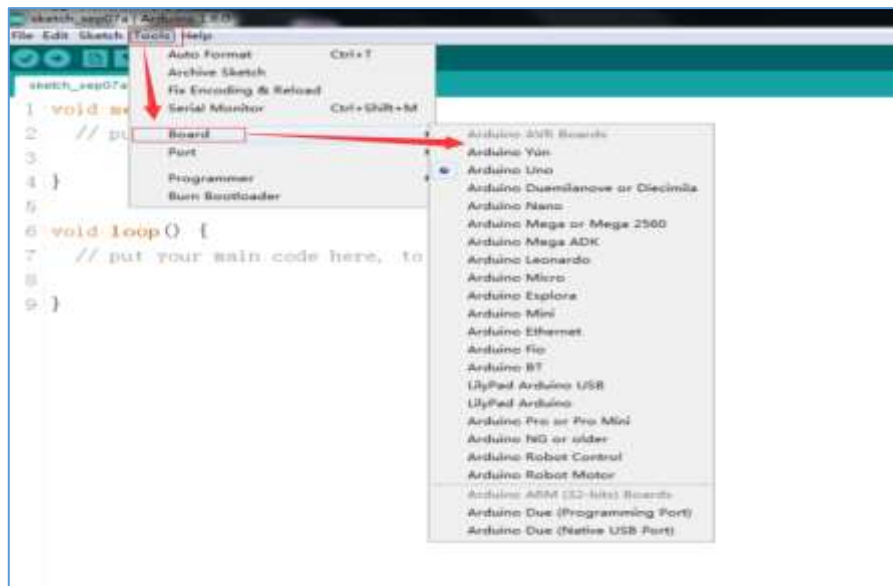 sketch_sep07a | Arduino 1.6.0
File Edit Sketch Tools Help
sketch_sep07a
Auto Format Ctrl+T
Archive Sketch
Fix Encoding & Reload
Serial Monitor Ctrl+Shift+M
Board
Port
Programmer
Burn Bootloader
Arduino AVR Boards
Arduino Yún
Arduino Uno
Arduino Duemilanove or Diecimila
Arduino Nano
Arduino Mega or Mega 2560
Arduino Mega ADK
Arduino Leonardo
Arduino Micro
Arduino Esplora
Arduino Mini
Arduino Ethernet
Arduino Fio
Arduino BT
LilyPad Arduino USB
LilyPad Arduino
Arduino Pro or Pro Mini
Arduino NG or older
Arduino Robot Control
Arduino Robot Motor
Arduino ARM (32-bits) Boards
Arduino Due (Programming Port)
Arduino Due (Native USB Port)
1 void se
2 // pu
3
4 }
5
6 void loop() {
7 // put your main code here, to
8
9 }